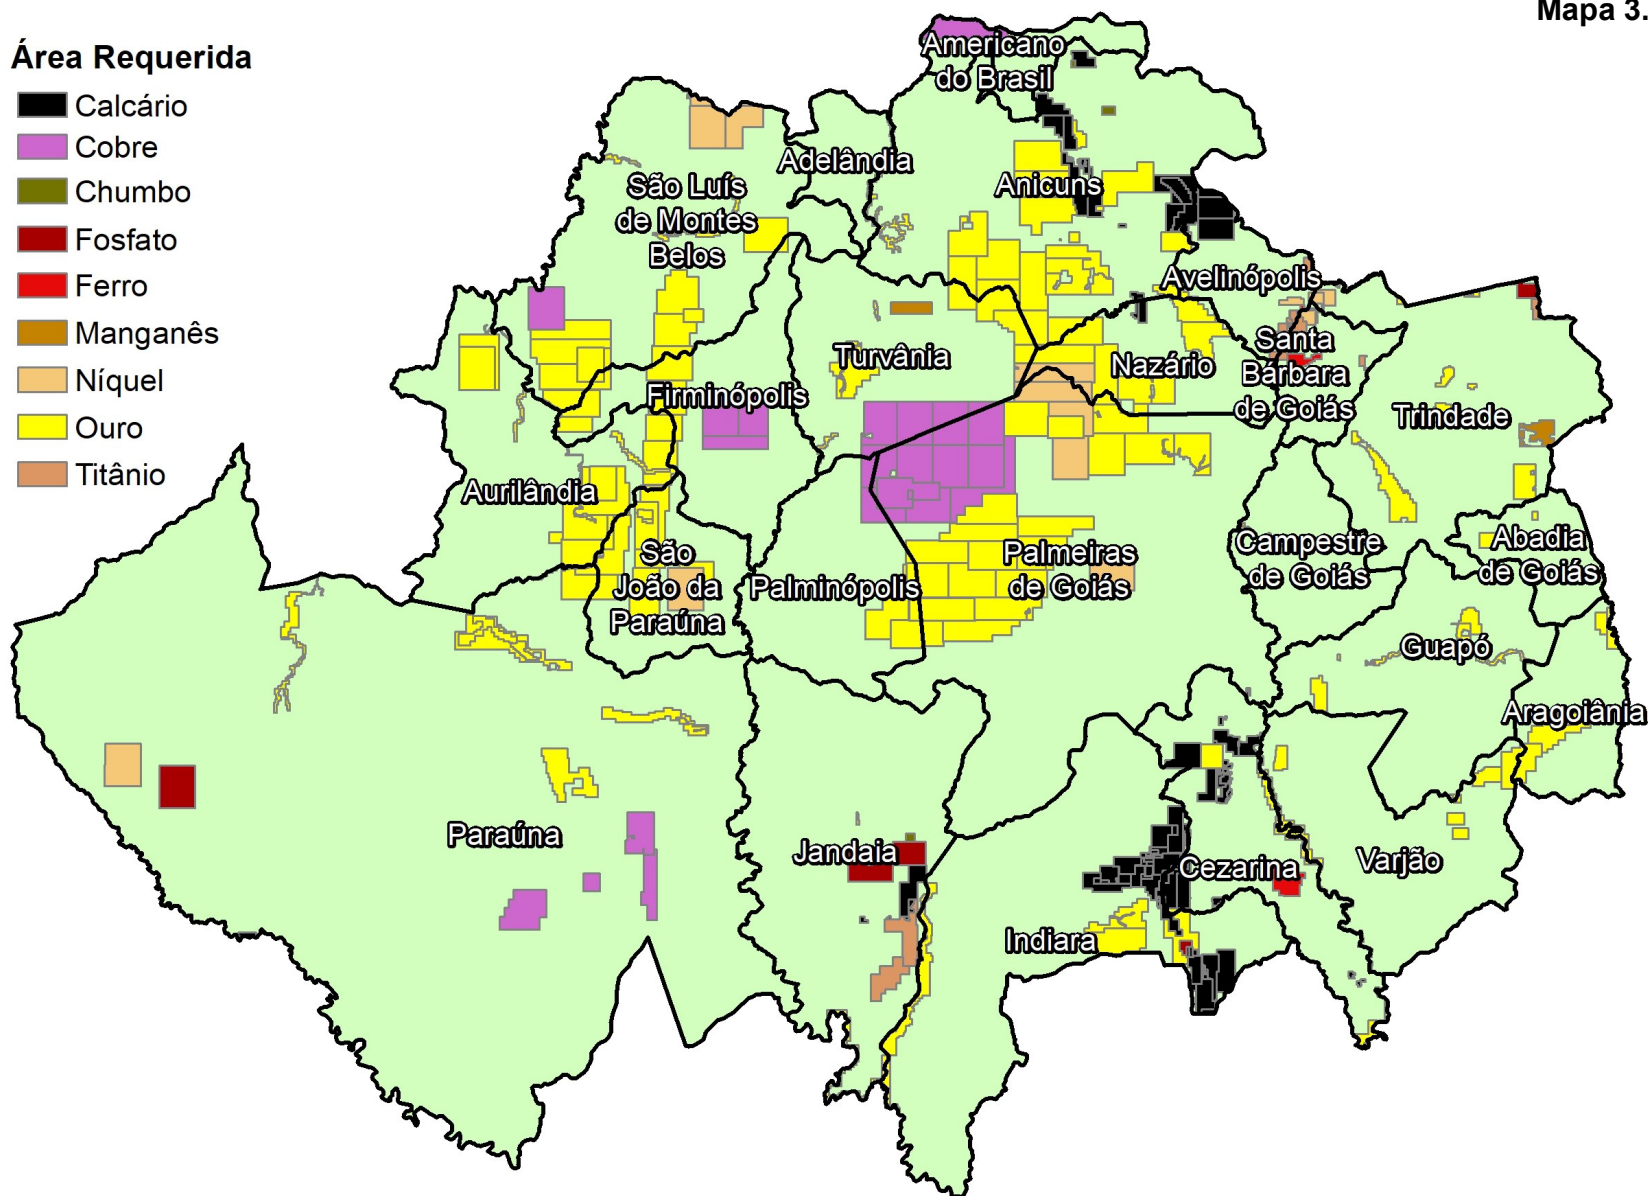 Mapa 3.
Área Requerida
Calcário
Cobre
Chumbo
Fosfato
Ferro
Manganês
Níquel
Ouro
Titânio
Americano
do Brasil
Adelândia
São Luís
de Montes
Belos
Anicuns
Avelinópolis
Turvânia
Nazário
Santa
Bárbara
de Goiás
Firminópolis
Trindade
Aurilândia
São
João da
Paraúna
Palminópolis
Palmeiras
de Goiás
Campestre
de Goiás
Abadia
de Goiás
Guapó
Aragoiânia
Paraúna
Jandaia
Cezarina
Varjão
Indiara